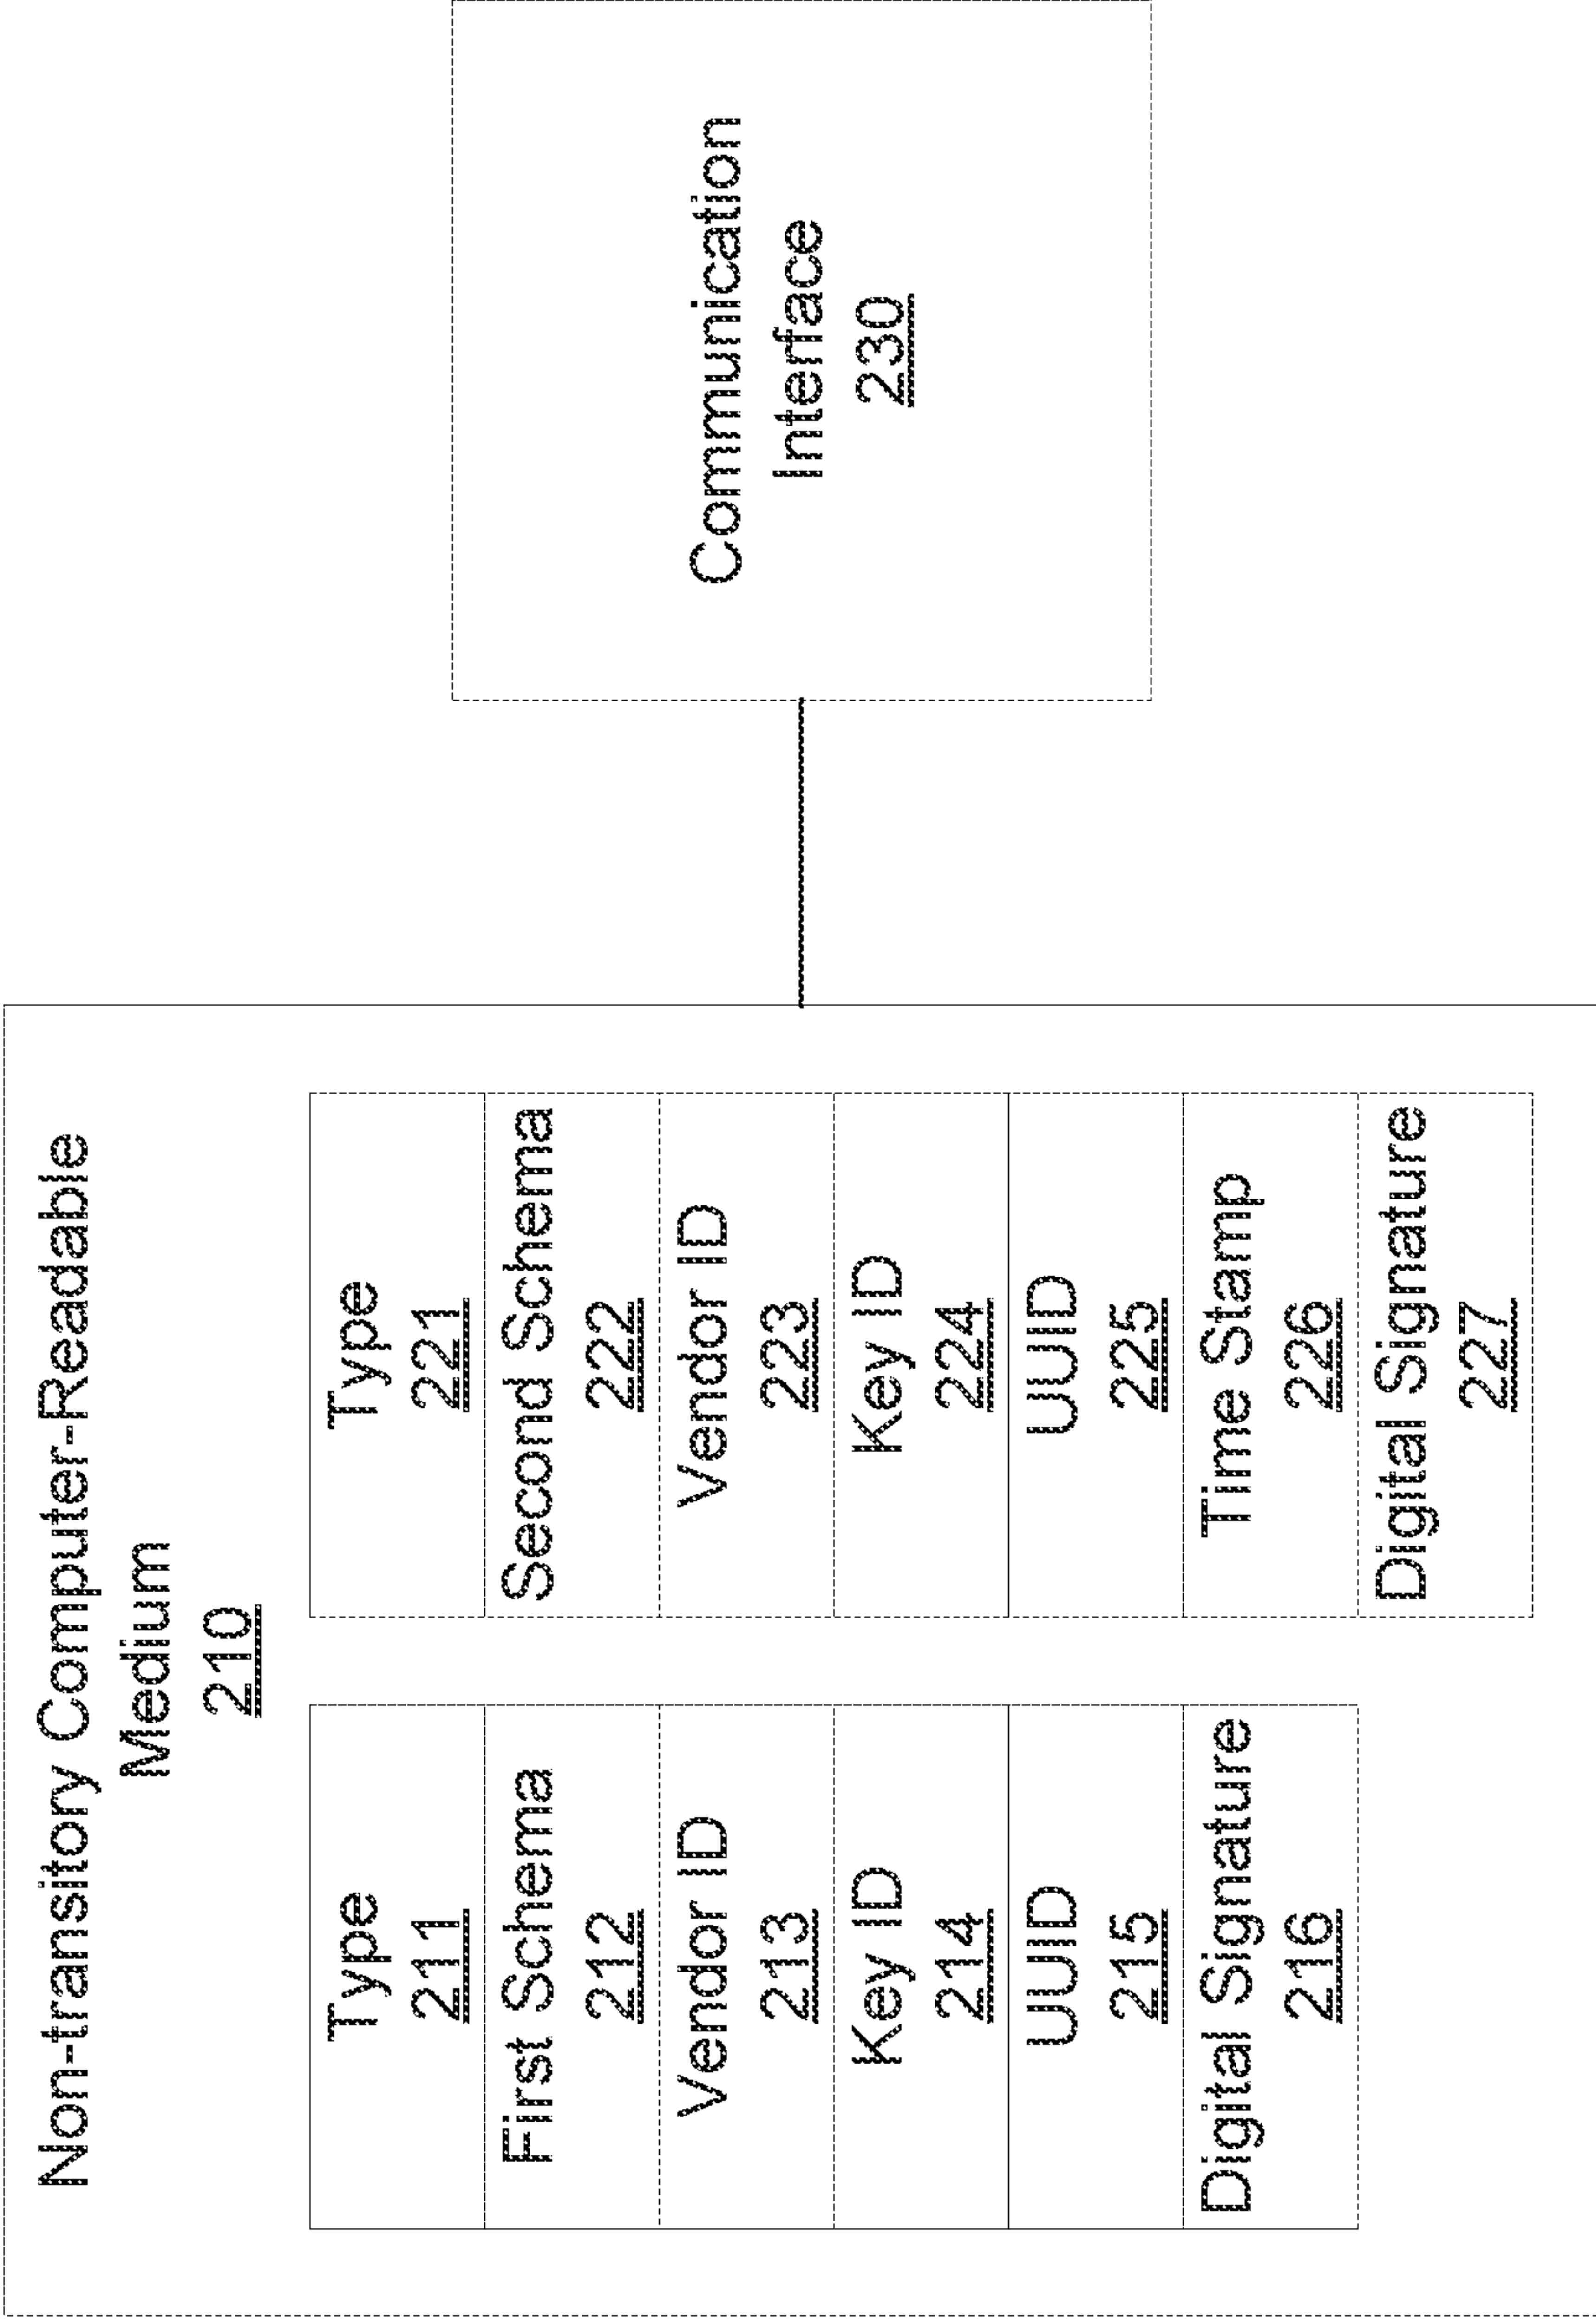 Non-transitory Computer-Readable
Medium
210
Type
211
First Schema
212
Vendor ID
213
Key ID
214
UUID
215
Digital Signature
216
Type
221
Second Schema
222
Vendor ID
223
Key ID
224
UUID
225
Time Stamp
226
Digital Signature
227
Communication
Interface
230